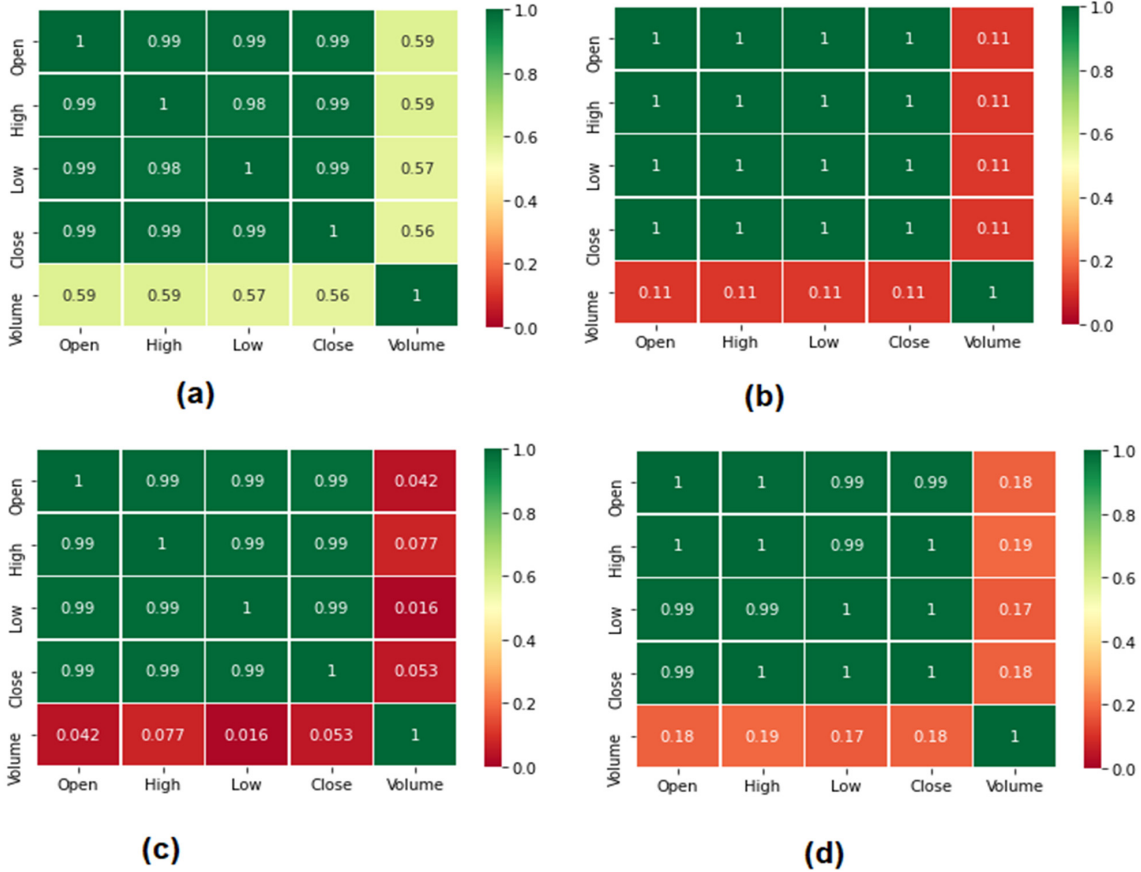 Open 1 0.99 0.99 0.99 0.59
High 0.99 1 0.98 0.99 0.59
Low 0.99 0.98 1 0.99 0.57
Close 0.99 0.99 0.99 1 0.56
Volume 0.59 0.59 0.57 0.56 1
Open High Low Close Volume
1.0
0.8
0.6
0.4
0.2
0.0
(a)
Open 1 1 1 1 0.11
High 1 1 1 1 0.11
Low 1 1 1 1 0.11
Close 1 1 1 1 0.11
Volume 0.11 0.11 0.11 0.11 1
Open High Low Close Volume
1.0
0.8
0.6
0.4
0.2
0.0
(b)
Open 1 0.99 0.99 0.99 0.042
High 0.99 1 0.99 0.99 0.077
Low 0.99 0.99 1 0.99 0.016
Close 0.99 0.99 0.99 1 0.053
Volume 0.042 0.077 0.016 0.053 1
Open High Low Close Volume
1.0
0.8
0.6
0.4
0.2
0.0
(c)
Open 1 1 0.99 0.99 0.18
High 1 1 0.99 1 0.19
Low 0.99 0.99 1 1 0.17
Close 0.99 1 1 1 0.18
Volume 0.18 0.19 0.17 0.18 1
Open High Low Close Volume
1.0
0.8
0.6
0.4
0.2
0.0
(d)